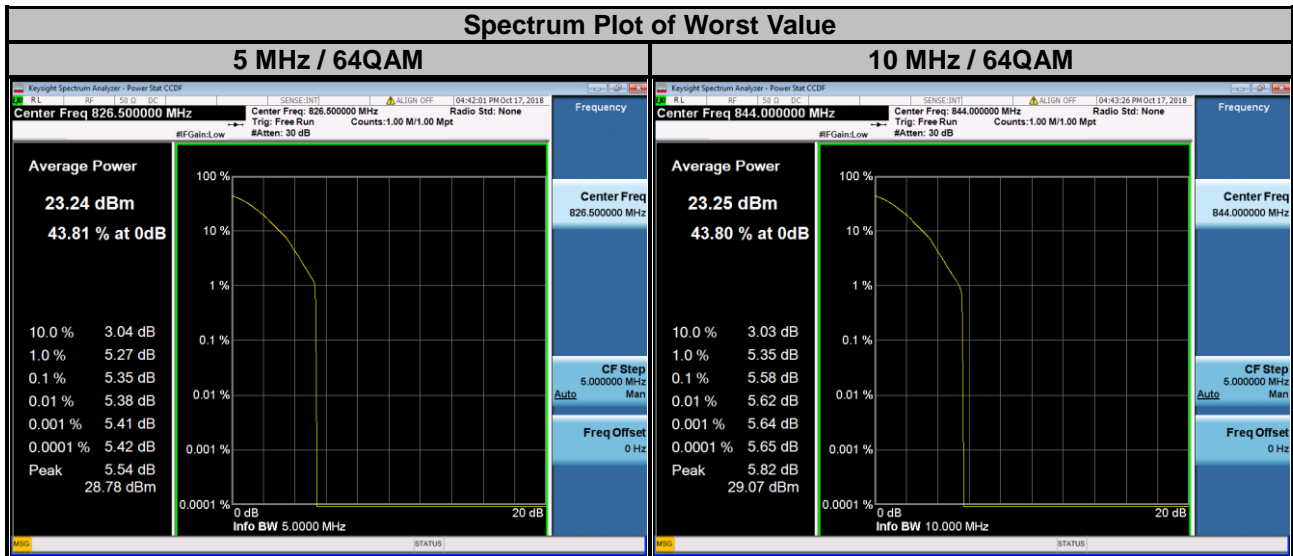 Spectrum Plot of Worst Value
5 MHz / 64QAM
Keysight Spectrum Analyzer - Power Stat CCDF
LXI RL RF 50 Ω DC SENSE:INT ALIGN OFF 04:42:01 PM Oct 17, 2018
Center Freq 826.500000 MHz
Center Freq: 826.500000 MHz Radio Std: None
Trig: Free Run Counts:1.00 M/1.00 Mpt
#IFGain:Low #Atten: 30 dB
Frequency
Average Power
23.24 dBm
43.81 % at 0dB
10.0 % 3.04 dB
1.0 % 5.27 dB
0.1 % 5.35 dB
0.01 % 5.38 dB
0.001 % 5.41 dB
0.0001 % 5.42 dB
Peak 5.54 dB
28.78 dBm
100 %
10 %
1 %
0.1 %
0.01 %
0.001 %
0.0001 %
0 dB 20 dB
Info BW 5.0000 MHz
Center Freq
826.500000 MHz
CF Step
5.000000 MHz
Auto Man
Freq Offset
0 Hz
MSG STATUS
10 MHz / 64QAM
Keysight Spectrum Analyzer - Power Stat CCDF
LXI RL RF 50 Ω DC SENSE:INT ALIGN OFF 04:43:26 PM Oct 17, 2018
Center Freq 844.000000 MHz
Center Freq: 844.000000 MHz Radio Std: None
Trig: Free Run Counts:1.00 M/1.00 Mpt
#IFGain:Low #Atten: 30 dB
Frequency
Average Power
23.25 dBm
43.80 % at 0dB
10.0 % 3.03 dB
1.0 % 5.35 dB
0.1 % 5.58 dB
0.01 % 5.62 dB
0.001 % 5.64 dB
0.0001 % 5.65 dB
Peak 5.82 dB
29.07 dBm
100 %
10 %
1 %
0.1 %
0.01 %
0.001 %
0.0001 %
0 dB 20 dB
Info BW 10.000 MHz
Center Freq
844.000000 MHz
CF Step
5.000000 MHz
Auto Man
Freq Offset
0 Hz
MSG STATUS